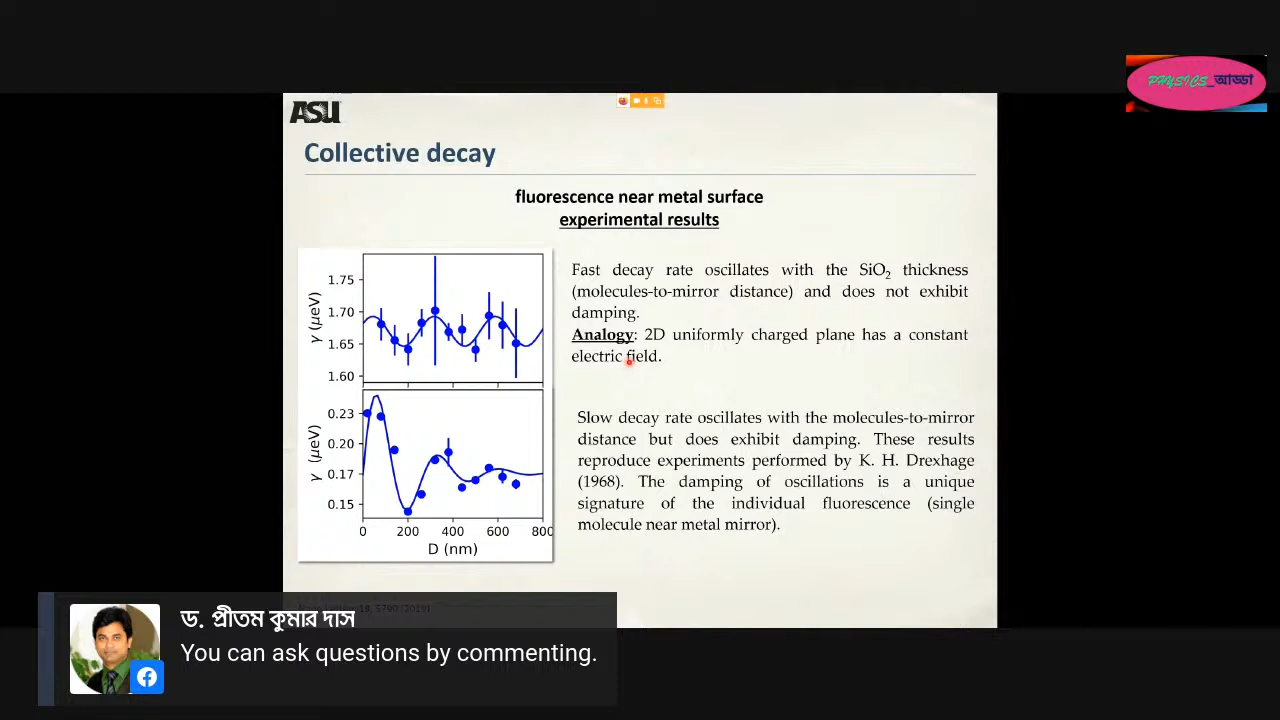 PHYSICS_আড্ডা
ASU
Collective decay
fluorescence near metal surface
experimental results
1.75
1.70
1.65
1.60
γ (μeV)
0.23
0.20
0.17
0.15
γ (μeV)
0 200 400 600 800
D (nm)
Fast decay rate oscillates with the SiO₂ thickness
(molecules-to-mirror distance) and does not exhibit
damping.
Analogy: 2D uniformly charged plane has a constant
electric field.
Slow decay rate oscillates with the molecules-to-mirror
distance but does exhibit damping. These results
reproduce experiments performed by K. H. Drexhage
(1968). The damping of oscillations is a unique
signature of the individual fluorescence (single
molecule near metal mirror).
ড. প্রীতম কুমার দাস
You can ask questions by commenting.